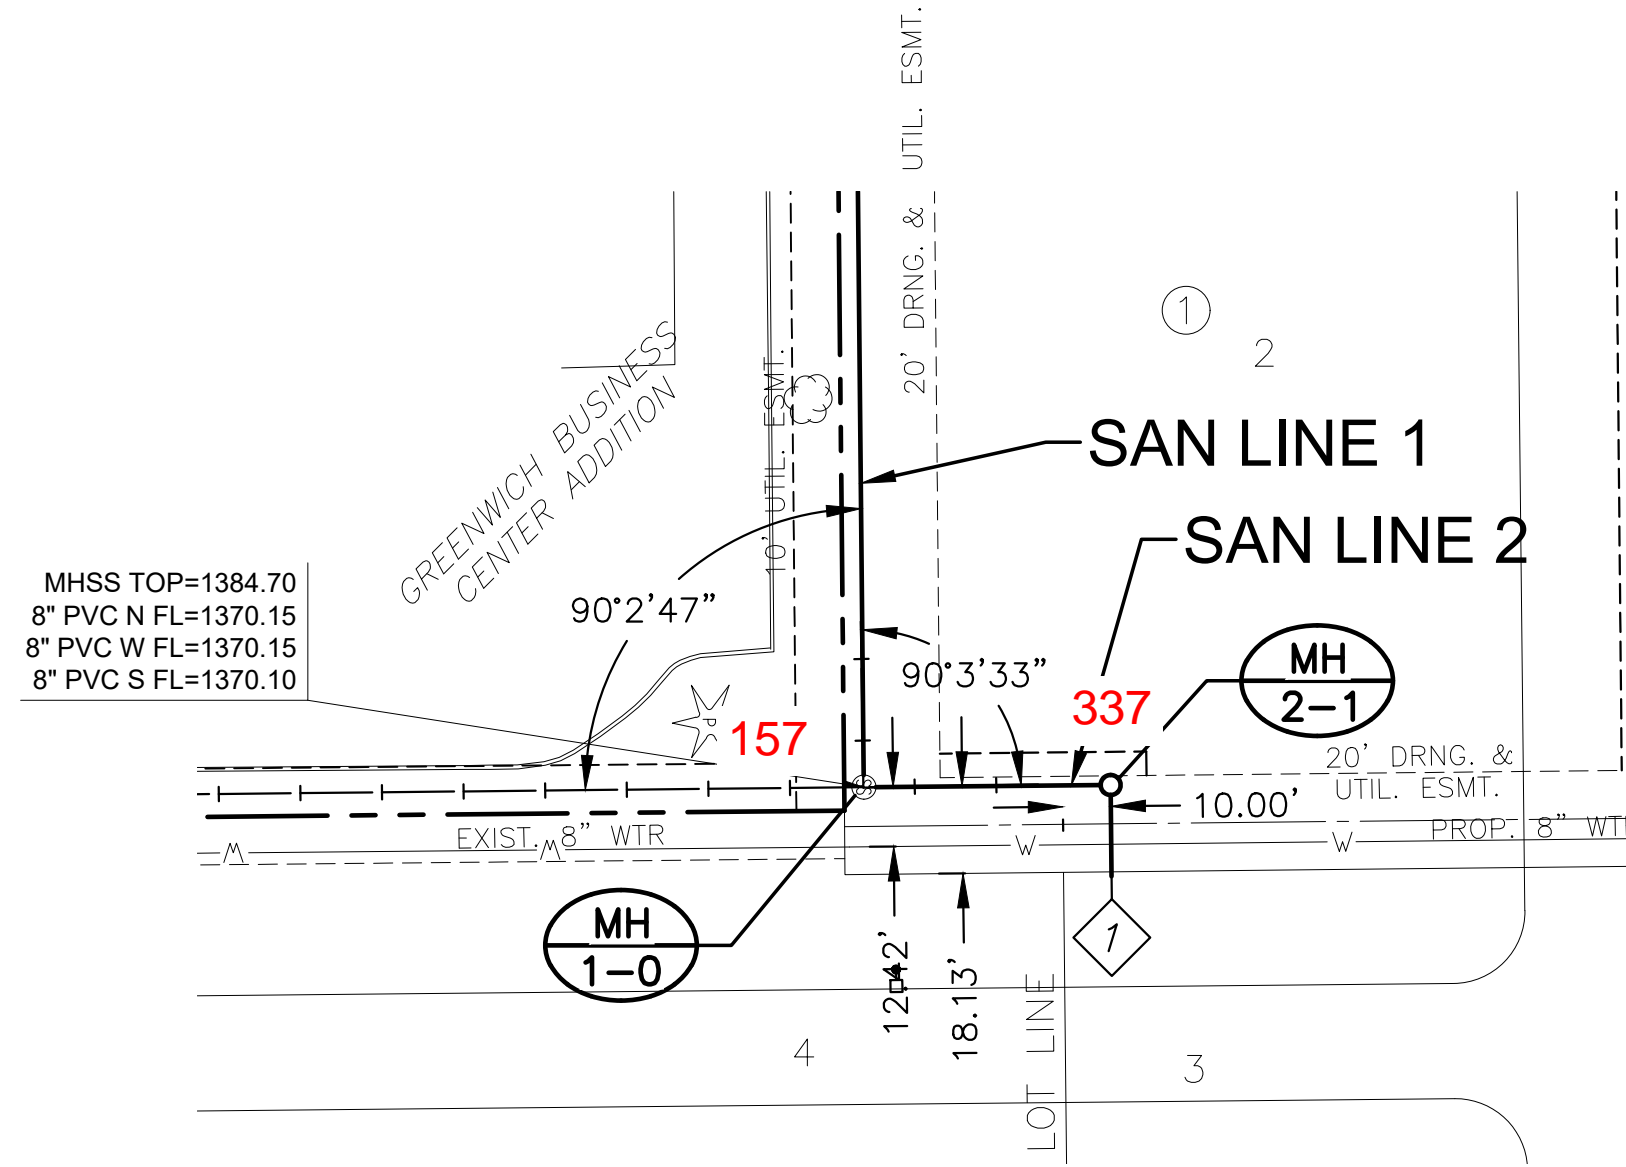 20' DRNG. & UTIL. ESMT.
1
2
GREENWICH BUSINESS
CENTER ADDITION
10' UTIL. ESMT.
SAN LINE 1
SAN LINE 2
MHSS TOP=1384.70
8" PVC N FL=1370.15
8" PVC W FL=1370.15
8" PVC S FL=1370.10
90°2'47"
90°3'33"
MH
2-1
337
157
P
S
20' DRNG. &
UTIL. ESMT.
10.00'
EXIST. 8" WTR
PROP. 8" WT
W
W
W
W
MH
1-0
12.42'
18.13'
1
LOT LINE
4
3